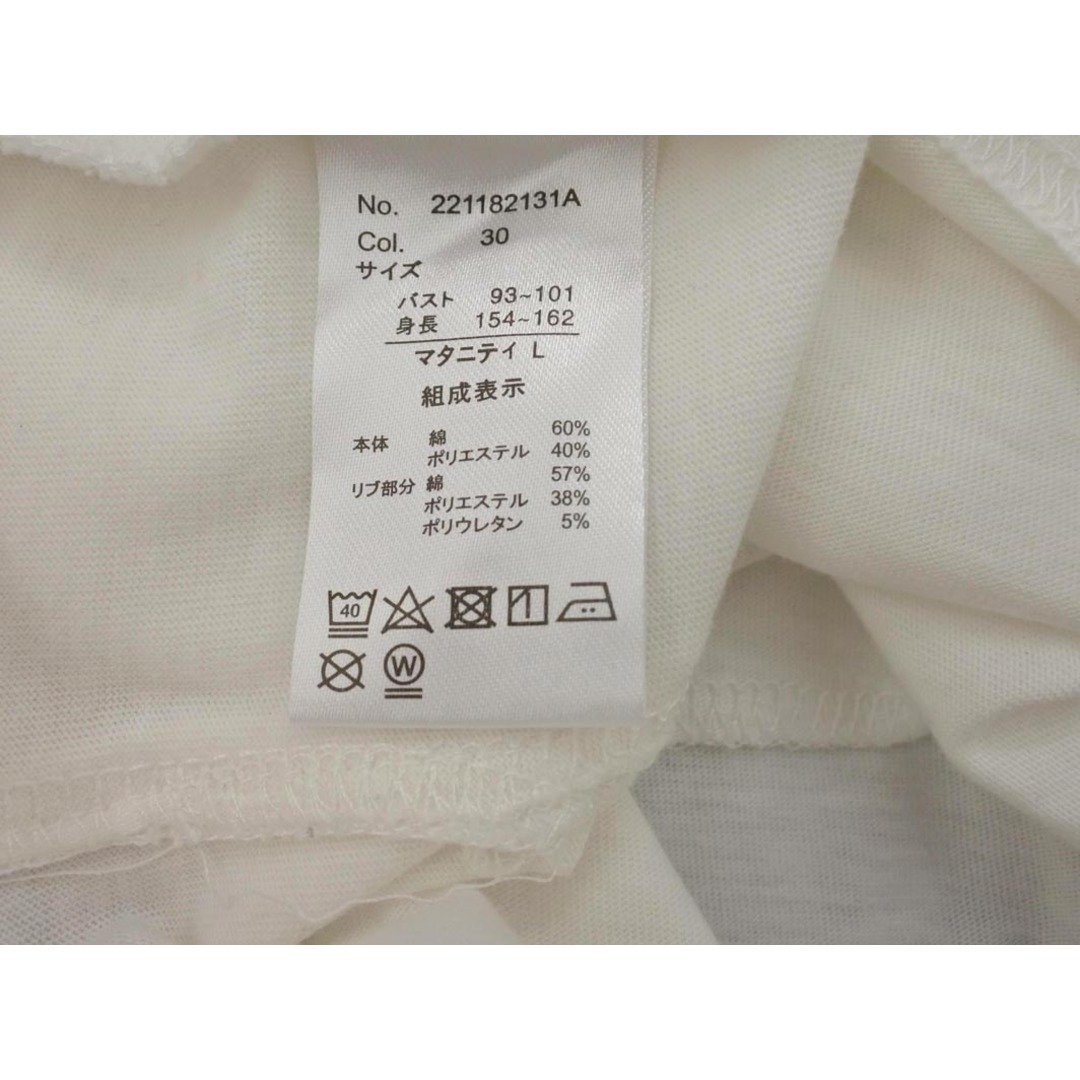 No. 221182131A
Col. 30
サイズ
バスト 93~101
身長 154~162
マタニティ L
組成表示
本体 綿 60%
ポリエステル 40%
リブ部分 綿 57%
ポリエステル 38%
ポリウレタン 5%
40
W